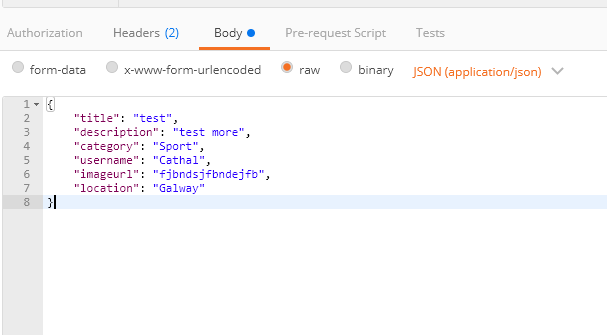 Authorization Headers (2) Body Pre-request Script Tests
form-data x-www-form-urlencoded raw binary JSON (application/json)
1 {
2 "title": "test",
3 "description": "test more",
4 "category": "Sport",
5 "username": "Cathal",
6 "imageurl": "fjbndsjfbndejfb",
7 "location": "Galway"
8 }